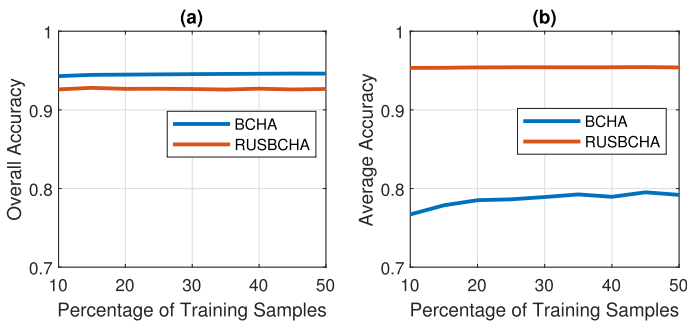 (a)
1
0.9
0.8
0.7
Overall Accuracy
BCHA
RUSBCHA
10 20 30 40 50
Percentage of Training Samples
(b)
1
0.9
0.8
0.7
Average Accuracy
BCHA
RUSBCHA
10 20 30 40 50
Percentage of Training Samples